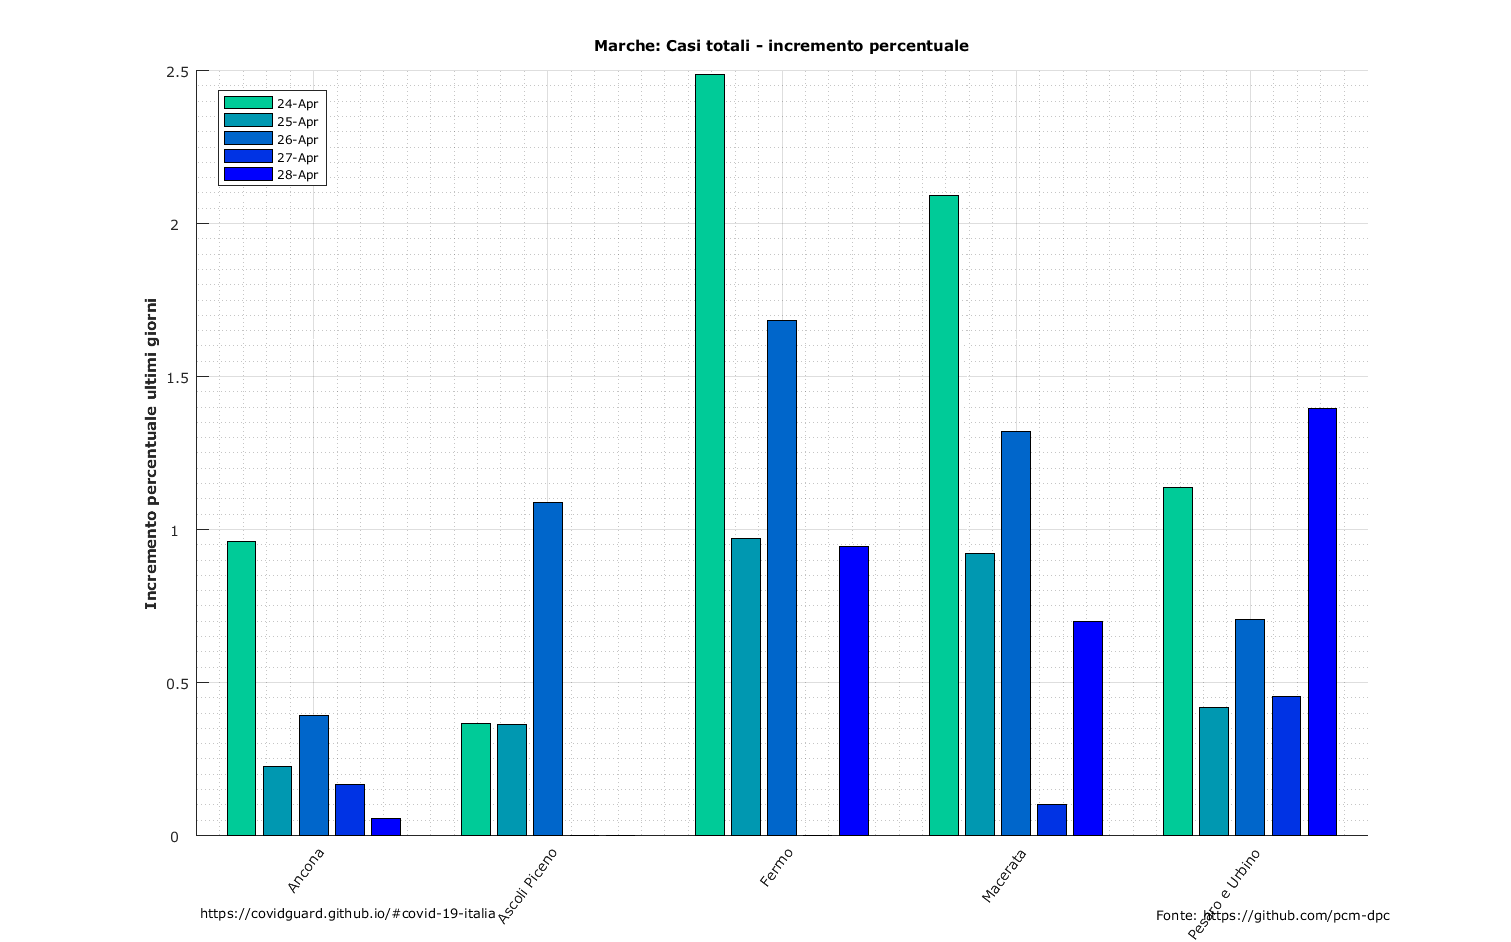 Marche: Casi totali - incremento percentuale
24-Apr
25-Apr
26-Apr
27-Apr
28-Apr
Incremento percentuale ultimi giorni
2.5
2
1.5
1
0.5
0
Ancona
Ascoli Piceno
Fermo
Macerata
Pesaro e Urbino
https://covidguard.github.io/#covid-19-italia
Fonte: https://github.com/pcm-dpc